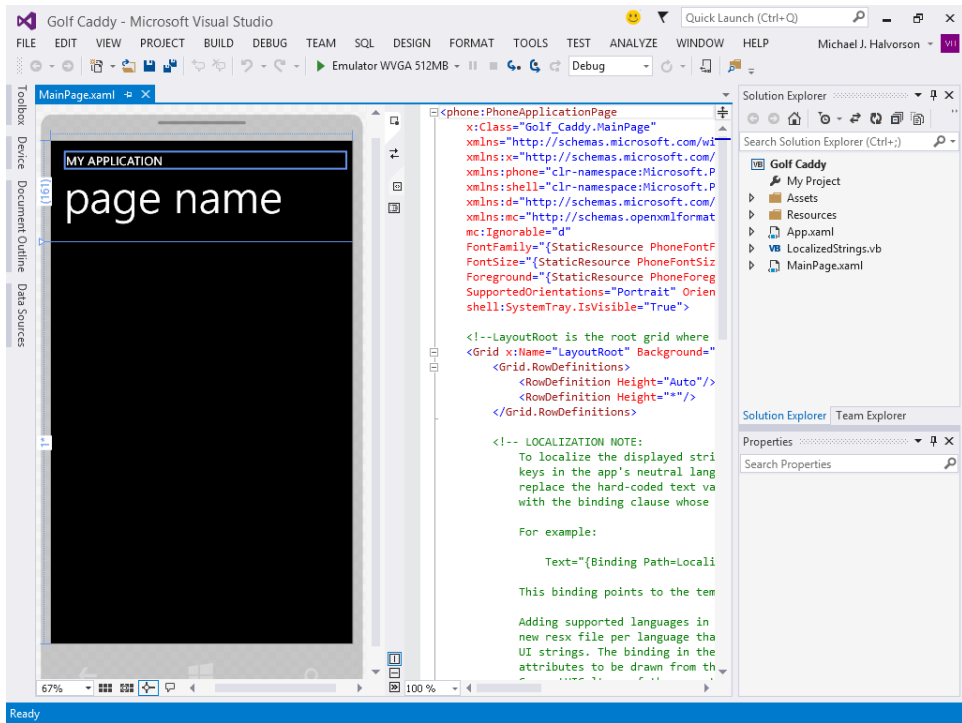 Golf Caddy - Microsoft Visual Studio
Quick Launch (Ctrl+Q)
FILE EDIT VIEW PROJECT BUILD DEBUG TEAM SQL DESIGN FORMAT TOOLS TEST ANALYZE WINDOW HELP
Michael J. Halvorson
Emulator WVGA 512MB
Debug
Toolbox
Device
Document Outline
Data Sources
MainPage.xaml
MY APPLICATION
page name
(191)
1*
67%
<phone:PhoneApplicationPage
x:Class="Golf_Caddy.MainPage"
xmlns="http://schemas.microsoft.com/wi
xmlns:x="http://schemas.microsoft.com/
xmlns:phone="clr-namespace:Microsoft.P
xmlns:shell="clr-namespace:Microsoft.P
xmlns:d="http://schemas.microsoft.com/
xmlns:mc="http://schemas.openxmlformat
mc:Ignorable="d"
FontFamily="{StaticResource PhoneFontF
FontSize="{StaticResource PhoneFontSiz
Foreground="{StaticResource PhoneForeg
SupportedOrientations="Portrait" Orien
shell:SystemTray.IsVisible="True">
<!--LayoutRoot is the root grid where
<Grid x:Name="LayoutRoot" Background="
<Grid.RowDefinitions>
<RowDefinition Height="Auto"/>
<RowDefinition Height="*"/>
</Grid.RowDefinitions>
<!-- LOCALIZATION NOTE:
To localize the displayed stri
keys in the app's neutral lang
replace the hard-coded text va
with the binding clause whose
For example:
Text="{Binding Path=Locali
This binding points to the tem
Adding supported languages in
new resx file per language tha
UI strings. The binding in the
attributes to be drawn from th
100 %
Solution Explorer
Search Solution Explorer (Ctrl+;)
VB Golf Caddy
My Project
Assets
Resources
App.xaml
VB LocalizedStrings.vb
MainPage.xaml
Solution Explorer Team Explorer
Properties
Search Properties
Ready